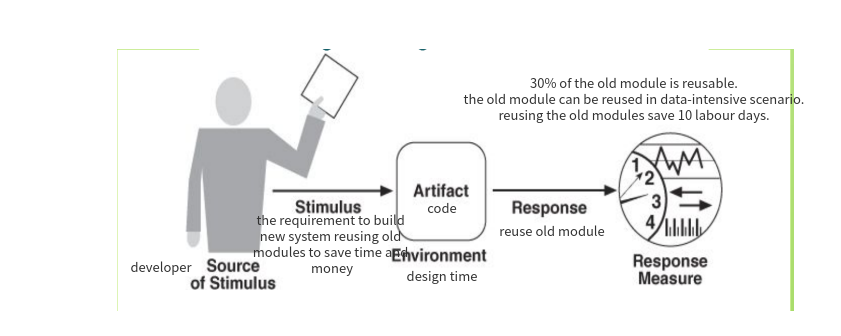 30% of the old module is reusable.
the old module can be reused in data-intensive scenario.
reusing the old modules save 10 labour days.
Artifact
code
1
2
3
4
Stimulus
the requirement to build
new system reusing old
modules to save time and
money
Response
reuse old module
Environment
design time
developer
Source
of Stimulus
Response
Measure